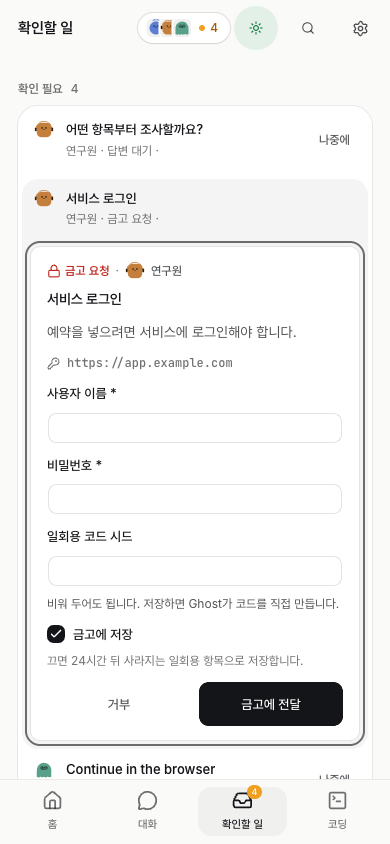 확인할 일
4
확인 필요 4
어떤 항목부터 조사할까요?
연구원 · 답변 대기 ·
나중에
서비스 로그인
연구원 · 금고 요청 ·
금고 요청 · 연구원
서비스 로그인
예약을 넣으려면 서비스에 로그인해야 합니다.
https://app.example.com
사용자 이름 *
비밀번호 *
일회용 코드 시드
비워 두어도 됩니다. 저장하면 Ghost가 코드를 직접 만듭니다.
금고에 저장
끄면 24시간 뒤 사라지는 일회용 항목으로 저장합니다.
거부
금고에 전달
Continue in the browser
나중에
4
홈
대화
확인할 일
코딩